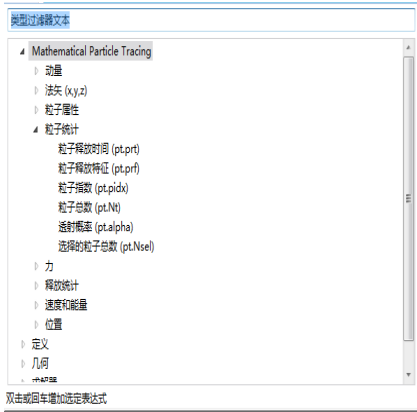 类型过滤器文本
Mathematical Particle Tracing
动量
法矢 (x,y,z)
粒子属性
粒子统计
粒子释放时间 (pt.prt)
粒子释放特征 (pt.prf)
粒子指数 (pt.pidx)
粒子总数 (pt.Nt)
透射概率 (pt.alpha)
选择的粒子总数 (pt.Nsel)
力
释放统计
速度和能量
位置
定义
几何
求解器
双击或回车增加选定表达式